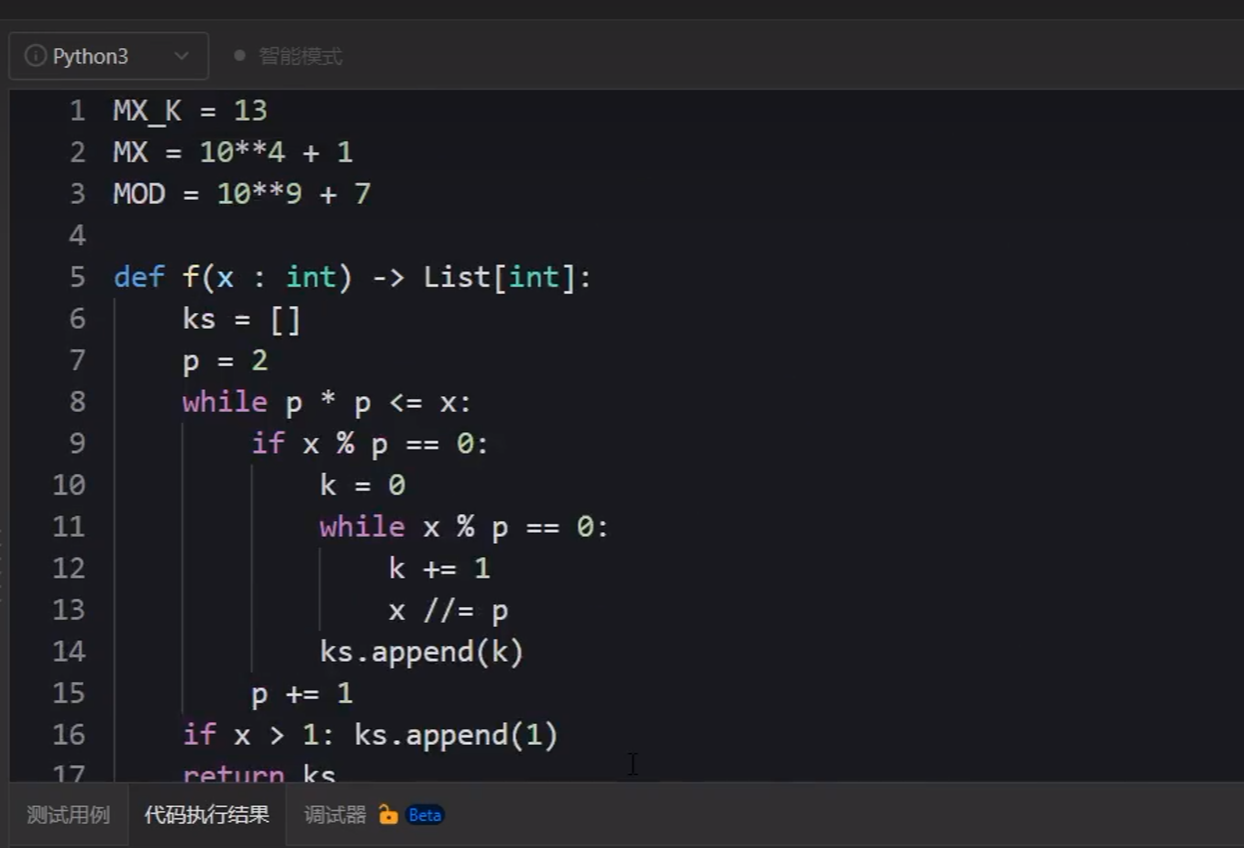 Python3
智能模式
1 MX_K = 13
2 MX = 10**4 + 1
3 MOD = 10**9 + 7
4
5 def f(x : int) -> List[int]:
6     ks = []
7     p = 2
8     while p * p <= x:
9         if x % p == 0:
10             k = 0
11             while x % p == 0:
12                 k += 1
13                 x //= p
14             ks.append(k)
15         p += 1
16     if x > 1: ks.append(1)
17     return ks
测试用例 代码执行结果 调试器 Beta